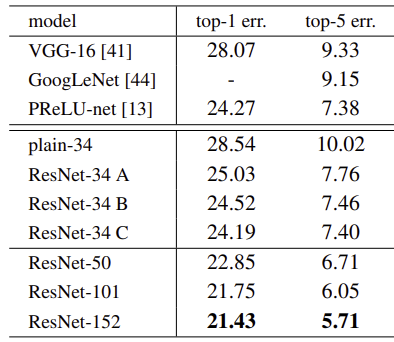 model top-1 err. top-5 err.
VGG-16 [41] 28.07 9.33
GoogLeNet [44] - 9.15
PReLU-net [13] 24.27 7.38
plain-34 28.54 10.02
ResNet-34 A 25.03 7.76
ResNet-34 B 24.52 7.46
ResNet-34 C 24.19 7.40
ResNet-50 22.85 6.71
ResNet-101 21.75 6.05
ResNet-152 21.43 5.71